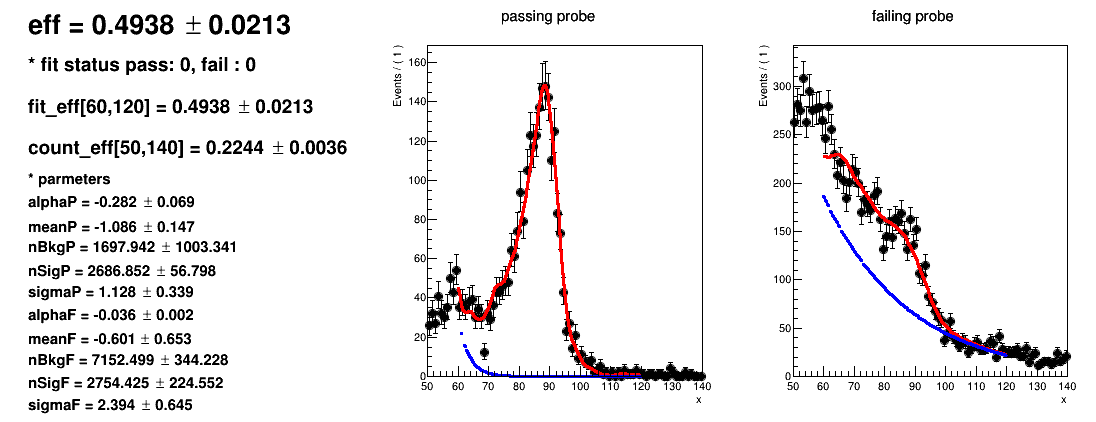 eff = 0.4938 ± 0.0213
* fit status pass: 0, fail : 0
fit_eff[60,120] = 0.4938 ± 0.0213
count_eff[50,140] = 0.2244 ± 0.0036
* parmeters
alphaP = -0.282 ± 0.069
meanP = -1.086 ± 0.147
nBkgP = 1697.942 ± 1003.341
nSigP = 2686.852 ± 56.798
sigmaP = 1.128 ± 0.339
alphaF = -0.036 ± 0.002
meanF = -0.601 ± 0.653
nBkgF = 7152.499 ± 344.228
nSigF = 2754.425 ± 224.552
sigmaF = 2.394 ± 0.645
passing probe
Events / ( 1 )
160
140
120
100
80
60
40
20
0
50 60 70 80 90 100 110 120 130 140
x
failing probe
Events / ( 1 )
300
250
200
150
100
50
0
50 60 70 80 90 100 110 120 130 140
x